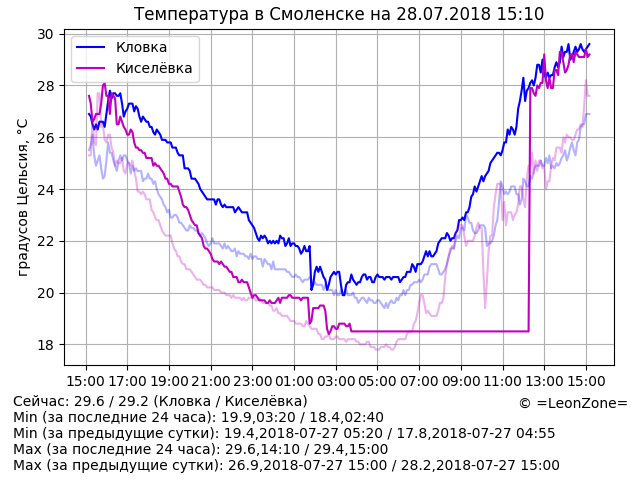 Температура в Смоленске на 28.07.2018 15:10
Кловка
Киселёвка
градусов Цельсия, °C
30
28
26
24
22
20
18
15:00 17:00 19:00 21:00 23:00 01:00 03:00 05:00 07:00 09:00 11:00 13:00 15:00
Сейчас: 29.6 / 29.2 (Кловка / Киселёвка)
© =LeonZone=
Min (за последние 24 часа): 19.9,03:20 / 18.4,02:40
Min (за предыдущие сутки): 19.4,2018-07-27 05:20 / 17.8,2018-07-27 04:55
Max (за последние 24 часа): 29.6,14:10 / 29.4,15:00
Max (за предыдущие сутки): 26.9,2018-07-27 15:00 / 28.2,2018-07-27 15:00